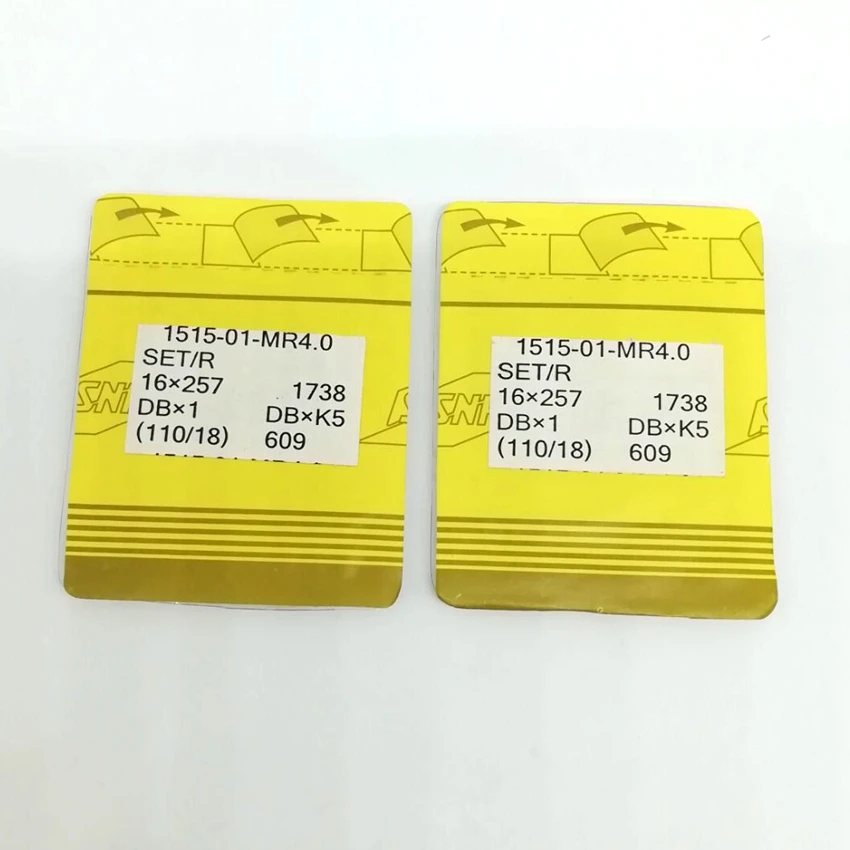 1515-01-MR4.0
SET/R
16×257 1738
DB×1 DB×K5
(110/18) 609
1515-01-MR4.0
SET/R
16×257 1738
DB×1 DB×K5
(110/18) 609